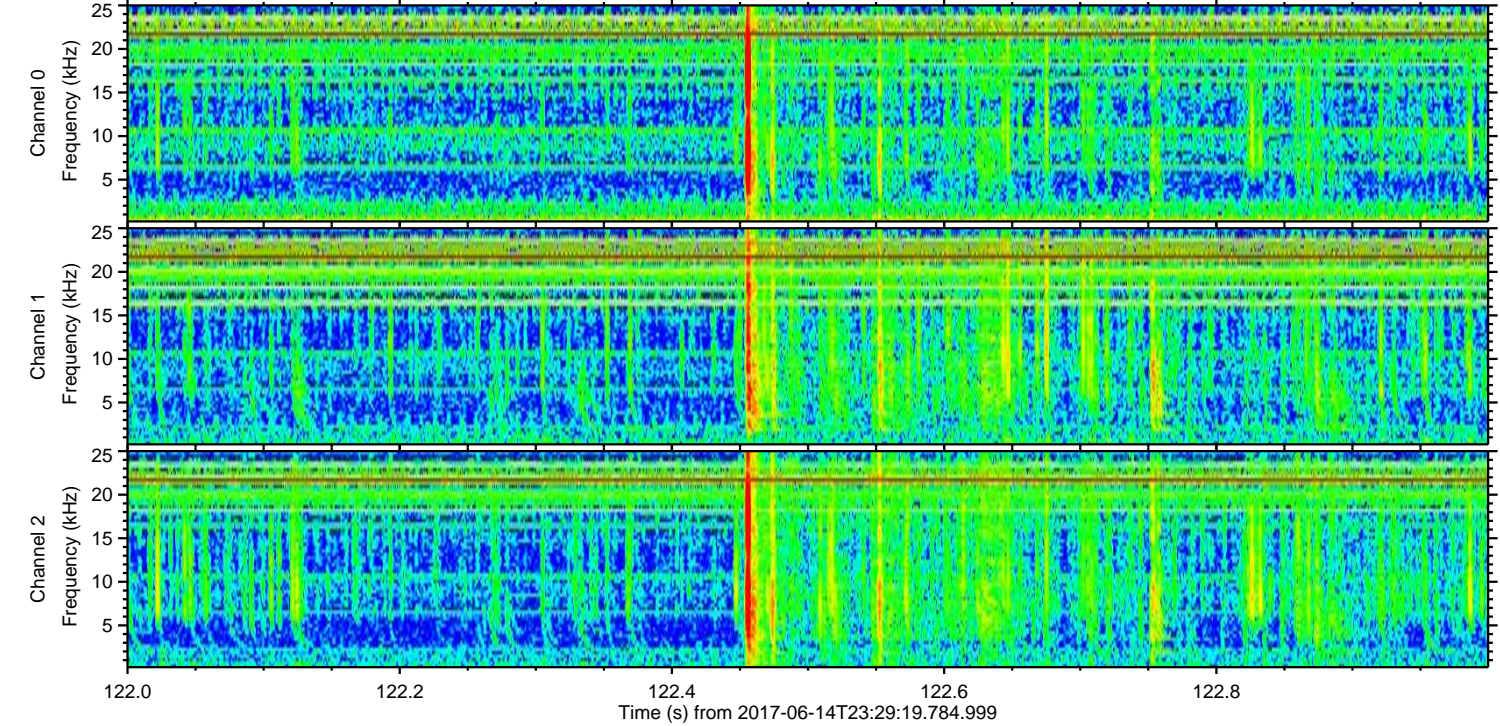 Channel 0
Frequency (kHz)
25
20
15
10
5
Channel 1
Frequency (kHz)
25
20
15
10
5
Channel 2
Frequency (kHz)
25
20
15
10
5
122.0 122.2 122.4 122.6 122.8
Time (s) from 2017-06-14T23:29:19.784.999